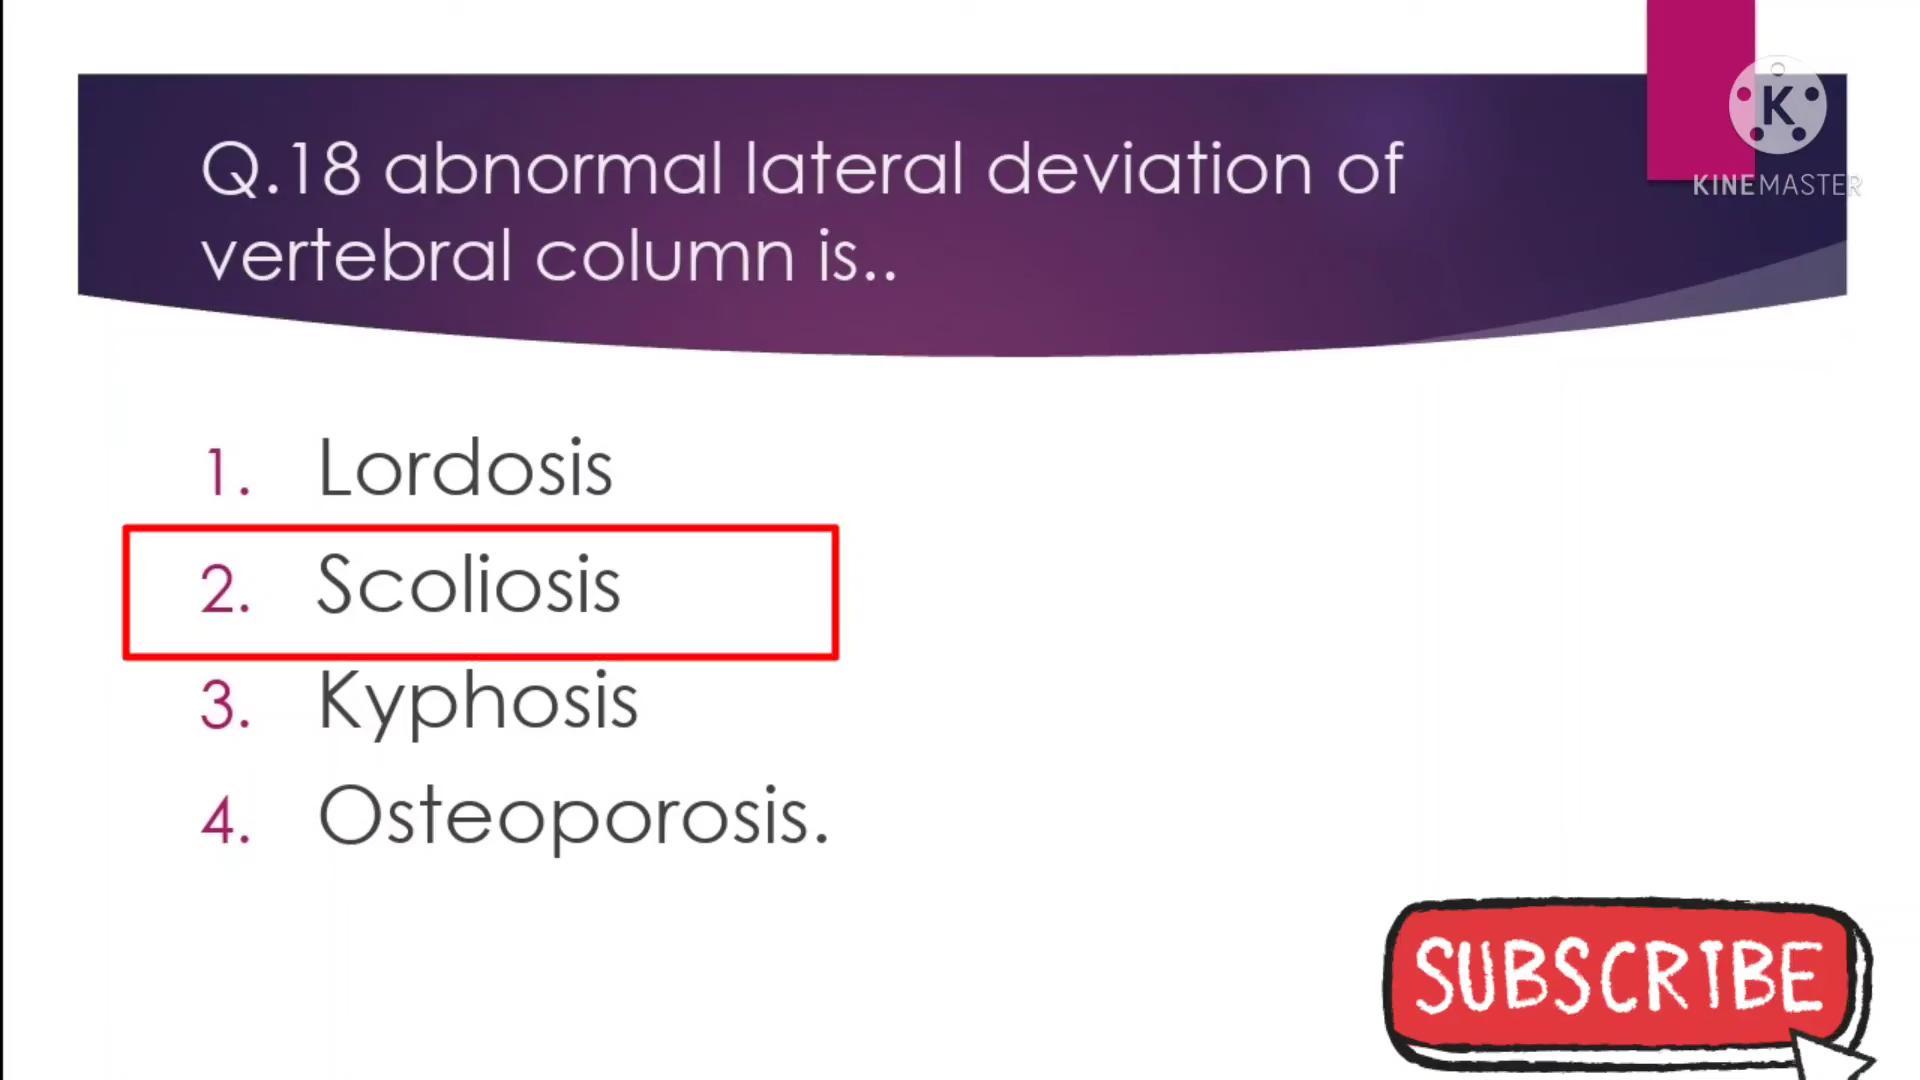 Q.18 abnormal lateral deviation of
vertebral column is..
K
KINEMASTER
1. Lordosis
2. Scoliosis
3. Kyphosis
4. Osteoporosis.
SUBSCRIBE